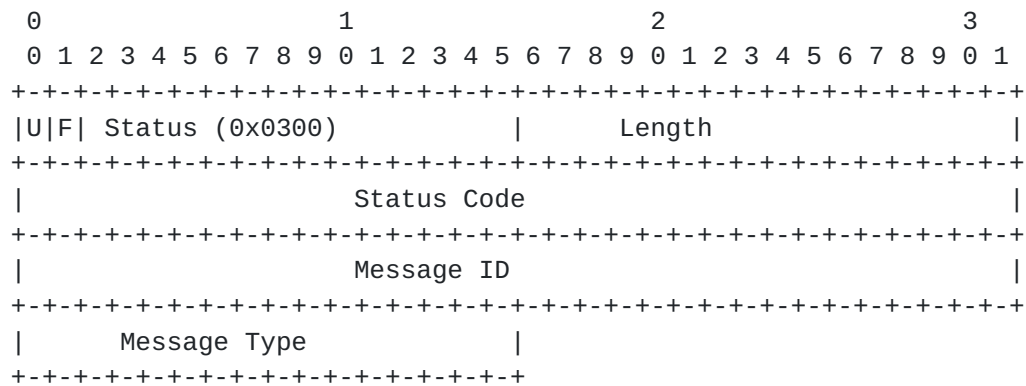 0                   1                   2                   3
 0 1 2 3 4 5 6 7 8 9 0 1 2 3 4 5 6 7 8 9 0 1 2 3 4 5 6 7 8 9 0 1
+-+-+-+-+-+-+-+-+-+-+-+-+-+-+-+-+-+-+-+-+-+-+-+-+-+-+-+-+-+-+-+-+
|U|F| Status (0x0300)           |      Length                   |
+-+-+-+-+-+-+-+-+-+-+-+-+-+-+-+-+-+-+-+-+-+-+-+-+-+-+-+-+-+-+-+-+
|                     Status Code                               |
+-+-+-+-+-+-+-+-+-+-+-+-+-+-+-+-+-+-+-+-+-+-+-+-+-+-+-+-+-+-+-+-+
|                     Message ID                                |
+-+-+-+-+-+-+-+-+-+-+-+-+-+-+-+-+-+-+-+-+-+-+-+-+-+-+-+-+-+-+-+-+
|      Message Type             |
+-+-+-+-+-+-+-+-+-+-+-+-+-+-+-+-+